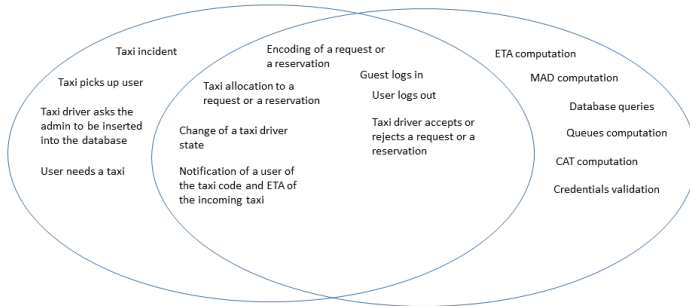 Taxi incident
Taxi picks up user
Taxi driver asks the
admin to be inserted
into the database
User needs a taxi
Encoding of a request or
a reservation
Guest logs in
Taxi allocation to a
request or a reservation
User logs out
Change of a taxi driver
state
Taxi driver accepts or
rejects a request or a
reservation
Notification of a user of
the taxi code and ETA of
the incoming taxi
ETA computation
MAD computation
Database queries
Queues computation
CAT computation
Credentials validation